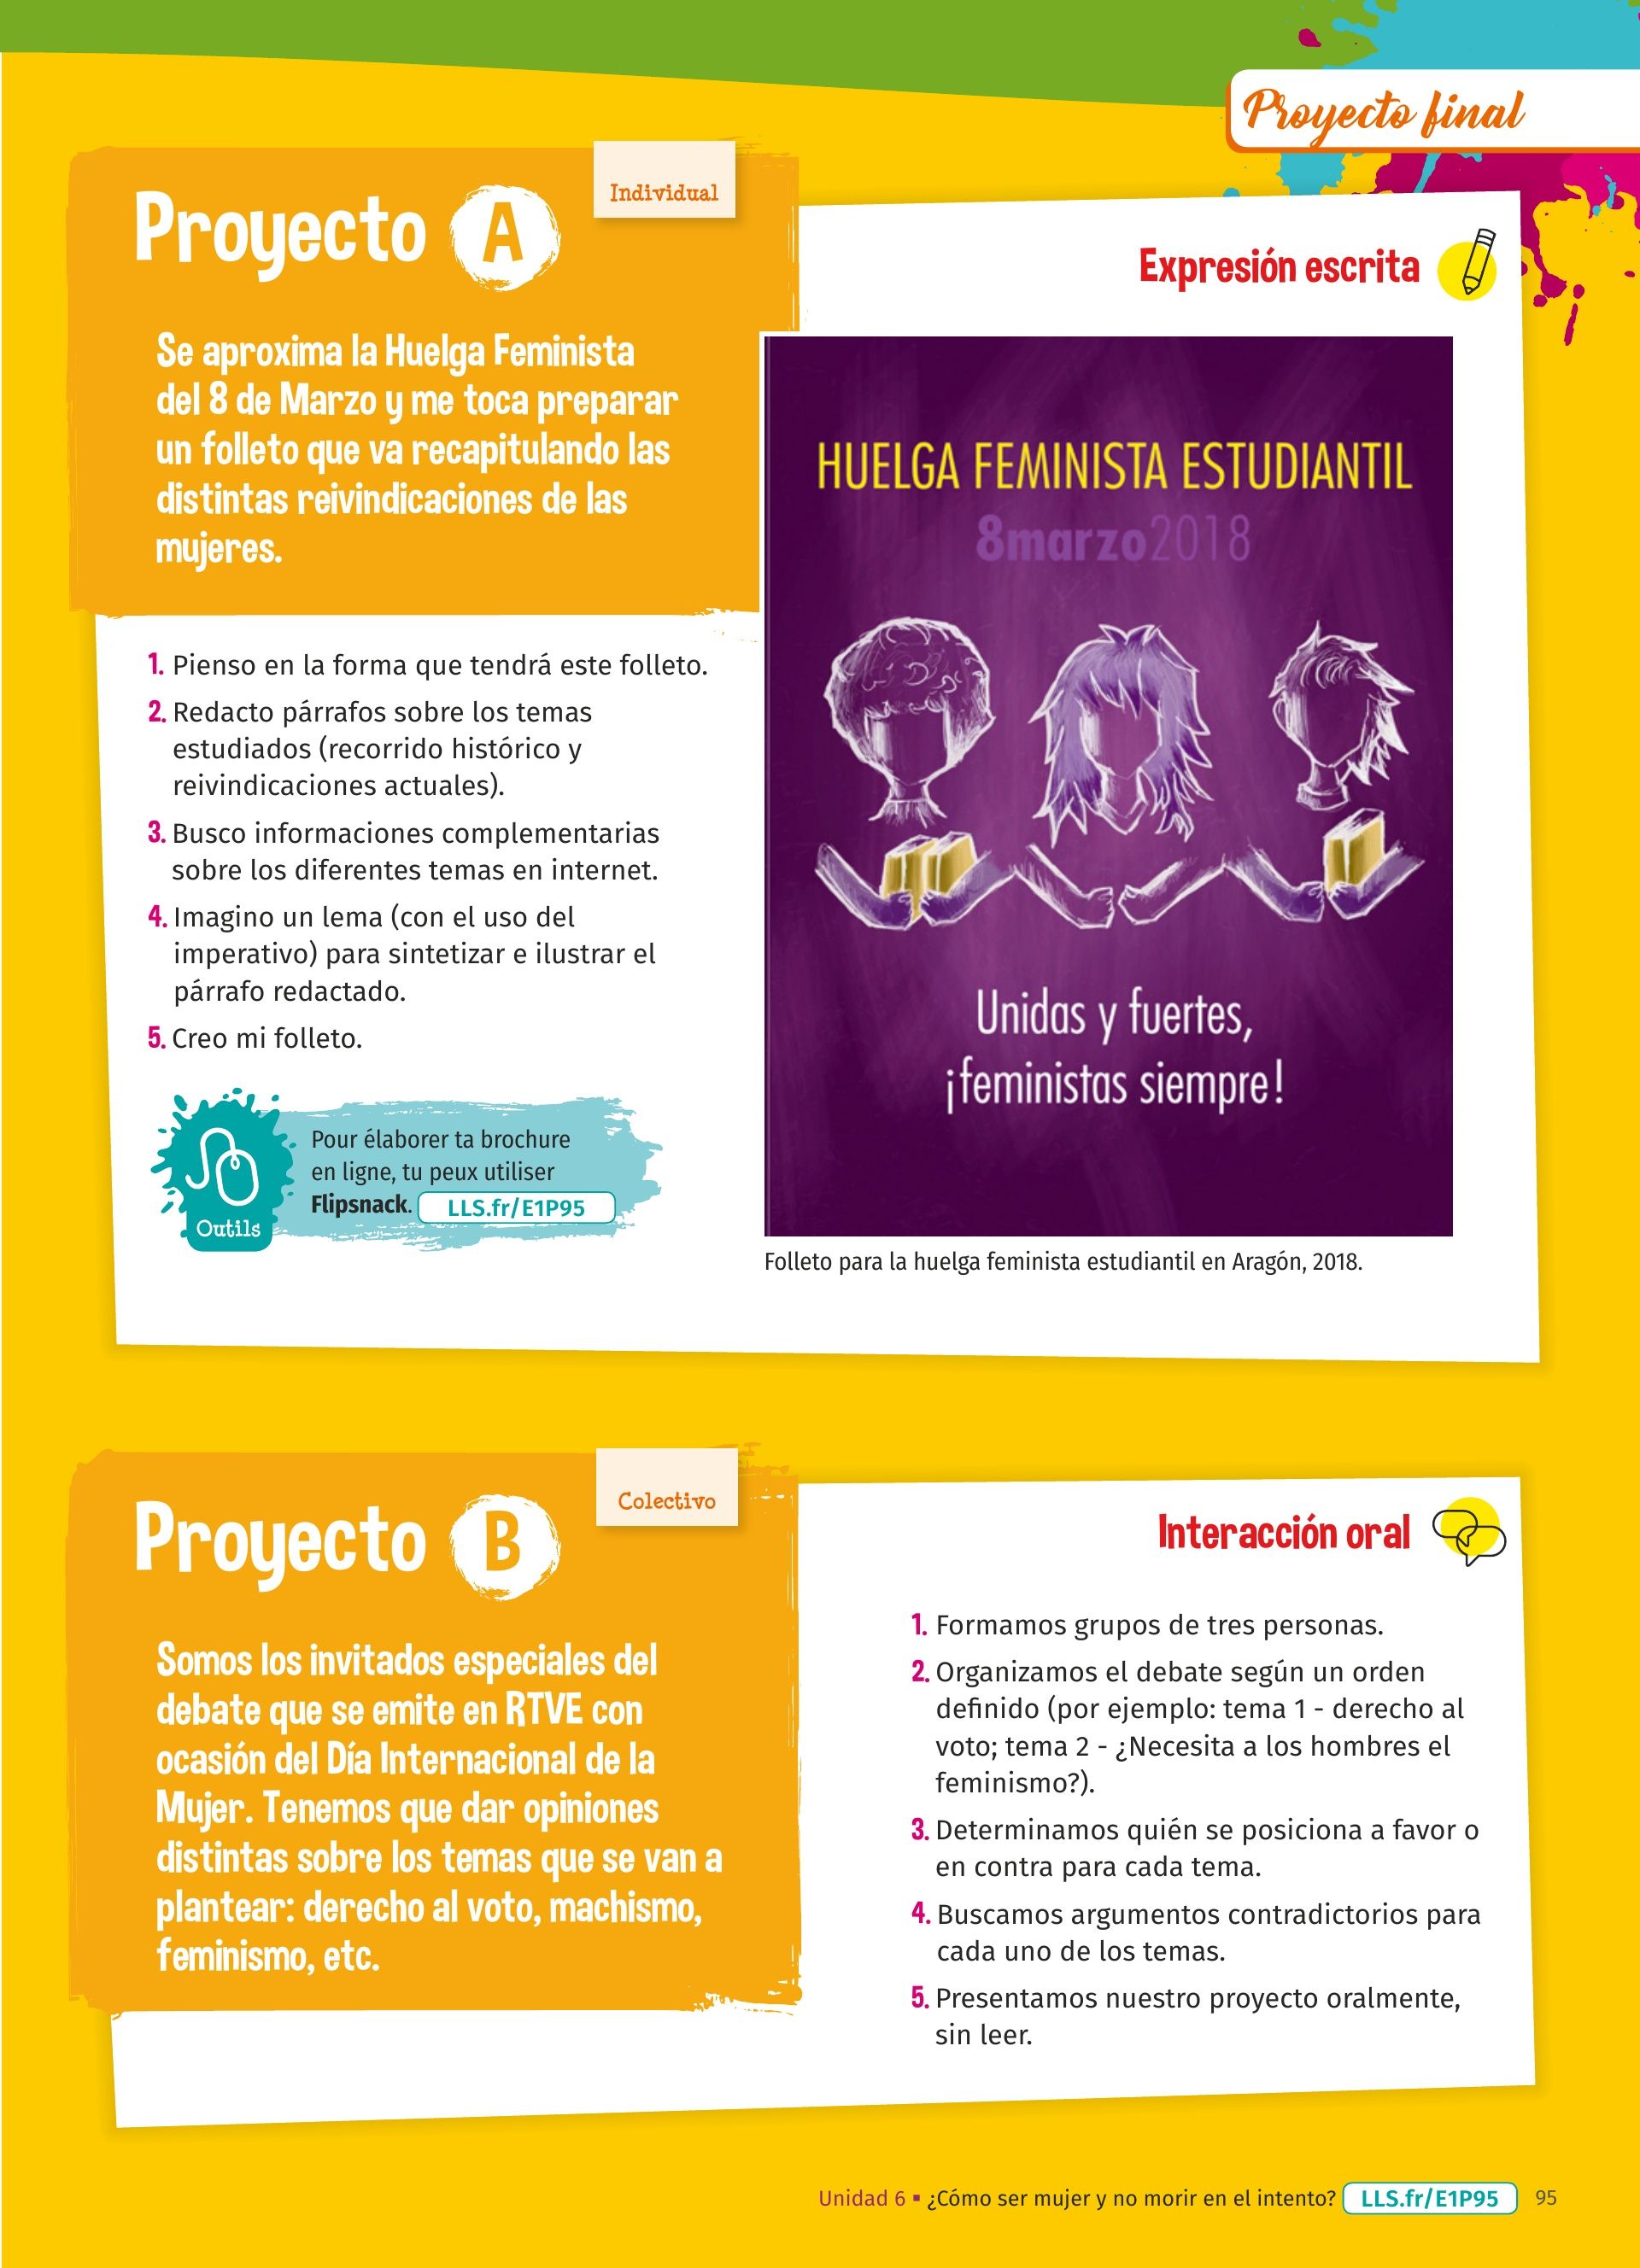 Proyecto final
Individual
Proyecto A
Se aproxima la Huelga Feminista
del 8 de Marzo y me toca preparar
un folleto que va recapitulando las
distintas reivindicaciones de las
mujeres.
Expresión escrita
1. Pienso en la forma que tendrá este folleto.
2. Redacto párrafos sobre los temas
estudiados (recorrido histórico y
reivindicaciones actuales).
3. Busco informaciones complementarias
sobre los diferentes temas en internet.
4. Imagino un lema (con el uso del
imperativo) para sintetizar e ilustrar el
párrafo redactado.
5. Creo mi folleto.
Outils
Pour élaborer ta brochure
en ligne, tu peux utiliser
Flipsnack. LLS.fr/E1P95
HUELGA FEMINISTA ESTUDIANTIL
8marzo2018
Unidas y fuertes,
¡feministas siempre!
Folleto para la huelga feminista estudiantil en Aragón, 2018.
Colectivo
Proyecto B
Somos los invitados especiales del
debate que se emite en RTVE con
ocasión del Día Internacional de la
Mujer. Tenemos que dar opiniones
distintas sobre los temas que se van a
plantear: derecho al voto, machismo,
feminismo, etc.
Interacción oral
1. Formamos grupos de tres personas.
2. Organizamos el debate según un orden
definido (por ejemplo: tema 1 - derecho al
voto; tema 2 - ¿Necesita a los hombres el
feminismo?).
3. Determinamos quién se posiciona a favor o
en contra para cada tema.
4. Buscamos argumentos contradictorios para
cada uno de los temas.
5. Presentamos nuestro proyecto oralmente,
sin leer.
Unidad 6 ▪ ¿Cómo ser mujer y no morir en el intento? LLS.fr/E1P95 95